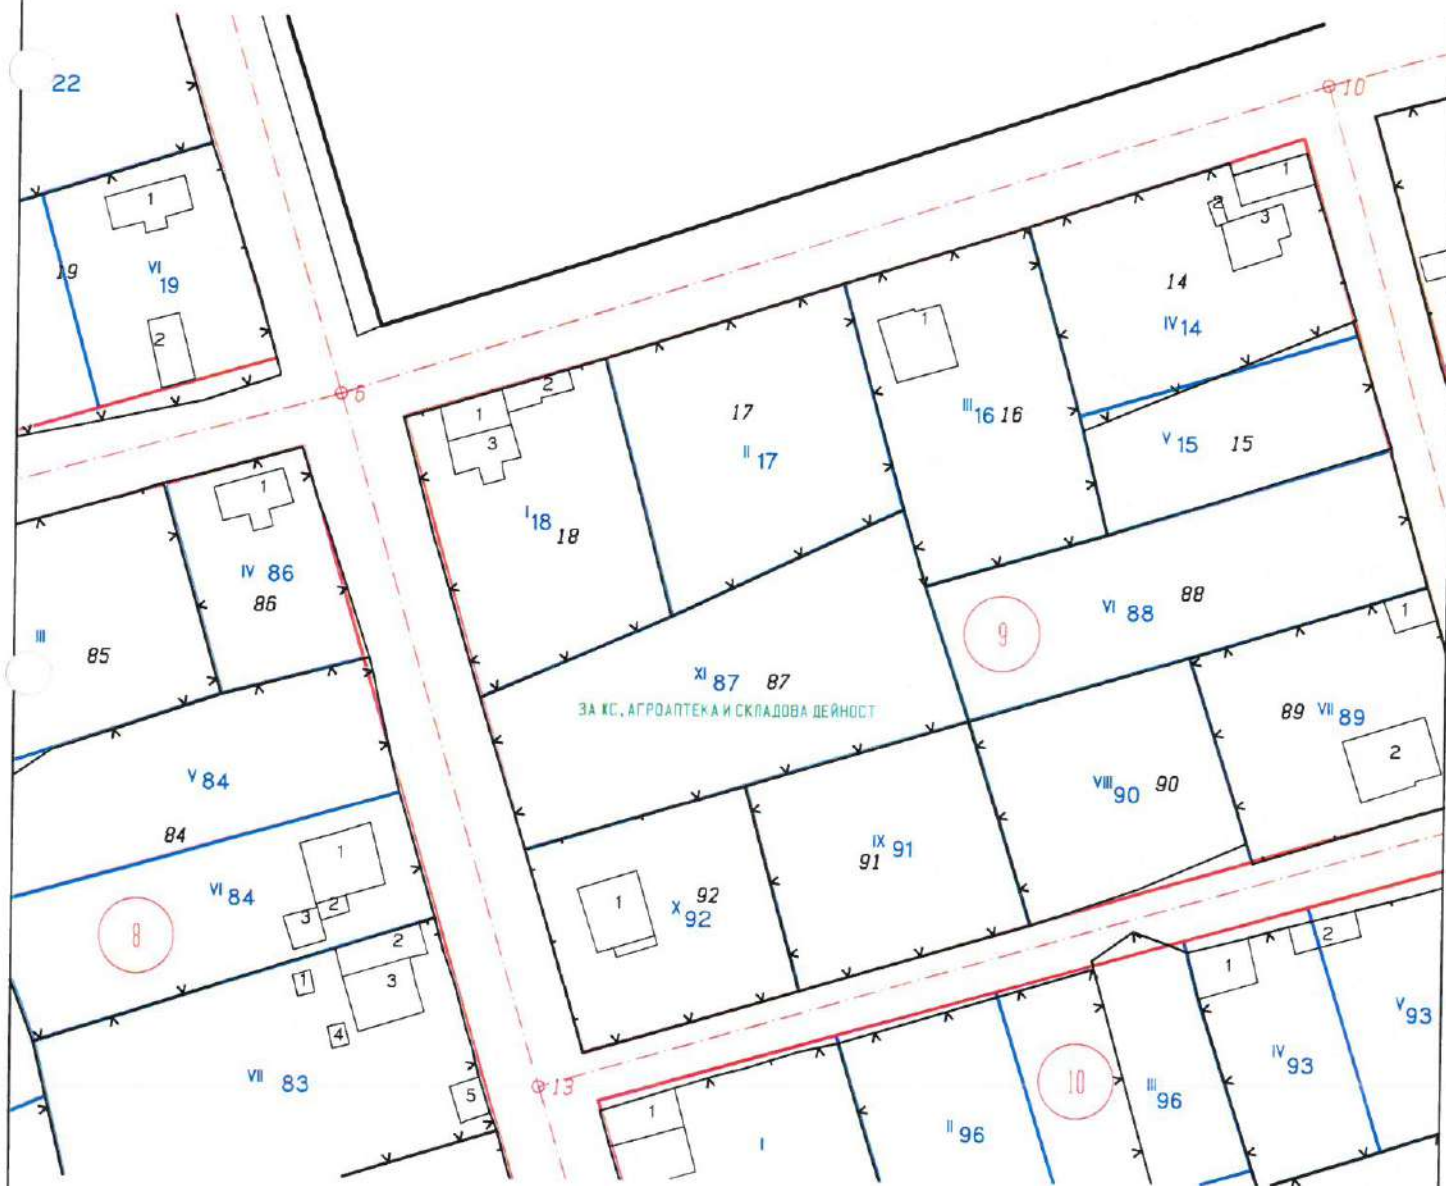 22
10
1
1
2
3
19
VI 19
14
IV 14
2
1
6
2
1
3
17
II 17
III 16 16
V 15 15
1
I 18 18
IV 86
86
III
85
VI 88 88
1
9
XI 87 87
ЗА КС, АГРОАПТЕКА И СКЛАДОВА ДЕЙНОСТ
89 VII 89
2
V 84
84
VIII 90 90
1
IX 91
91
VI 84
2
3
1
92
X 92
8
2
1
3
4
1
2
V 93
VII 83
13
5
10
IV 93
III 96
1
I
II 96